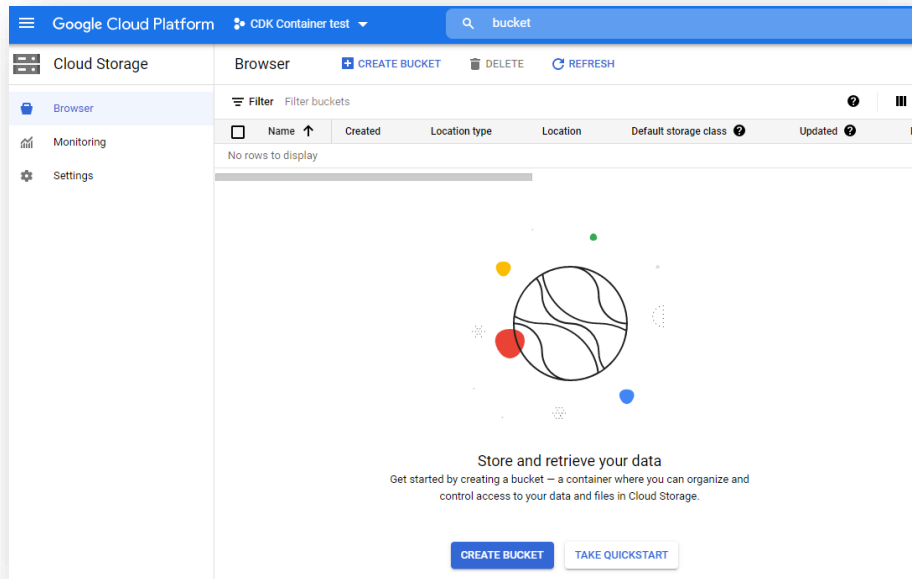 Google Cloud Platform CDK Container test bucket
Cloud Storage Browser CREATE BUCKET DELETE REFRESH
Browser
Monitoring
Settings
Filter Filter buckets
Name Created Location type Location Default storage class Updated
No rows to display
Store and retrieve your data
Get started by creating a bucket — a container where you can organize and
control access to your data and files in Cloud Storage.
CREATE BUCKET TAKE QUICKSTART